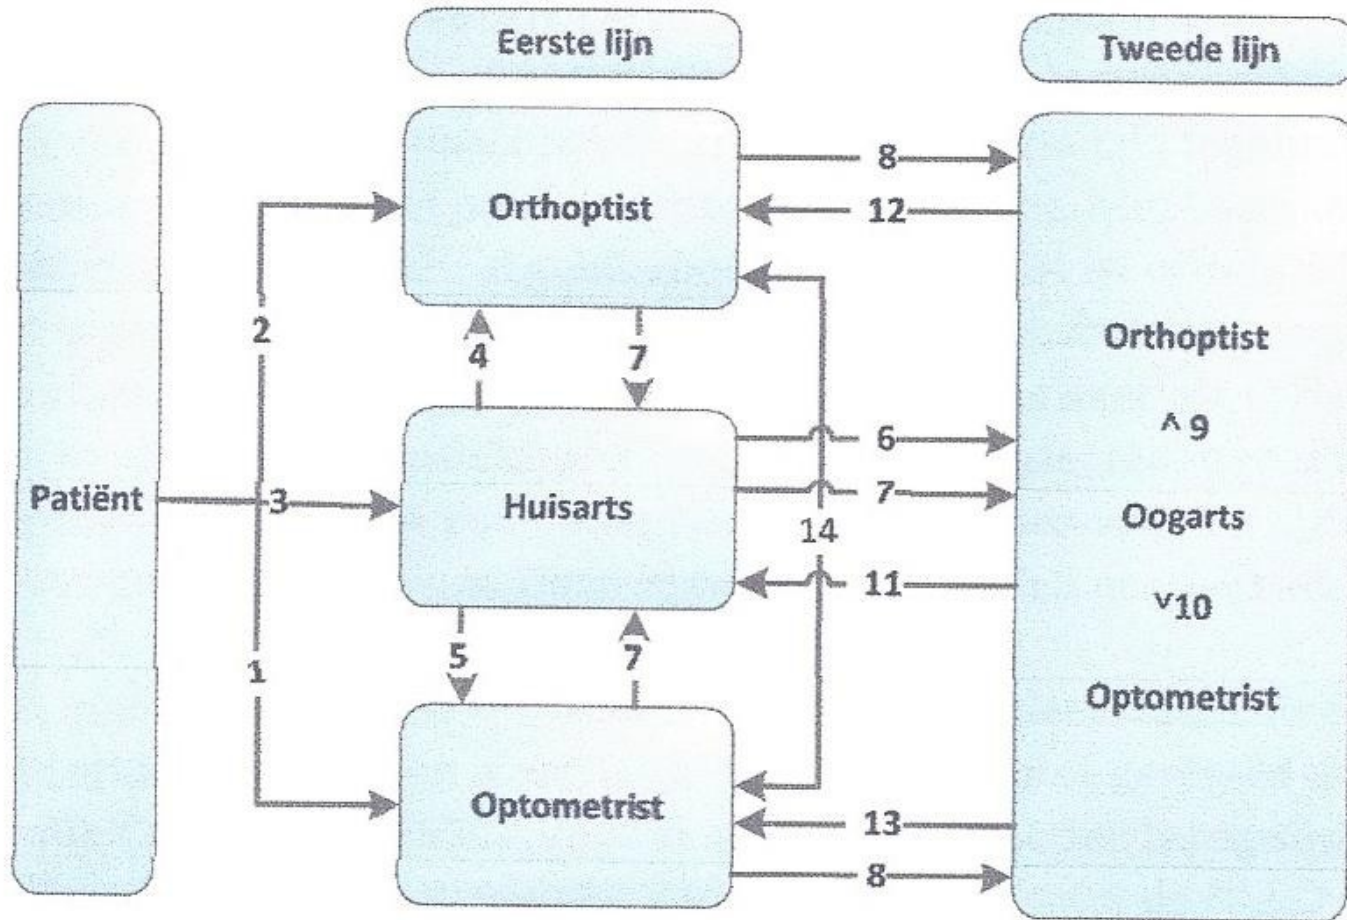 Eerste lijn
Tweede lijn
Orthoptist
8
12
2
4
7
Orthoptist
^ 9
6
Patiënt
3
Huisarts
7
Oogarts
14
11
˅10
1
5
7
Optometrist
Optometrist
13
8